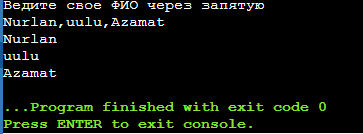 Ведите свое ФИО через запятую
Nurlan,uulu,Azamat
Nurlan
uulu
Azamat
...Program finished with exit code 0
Press ENTER to exit console.